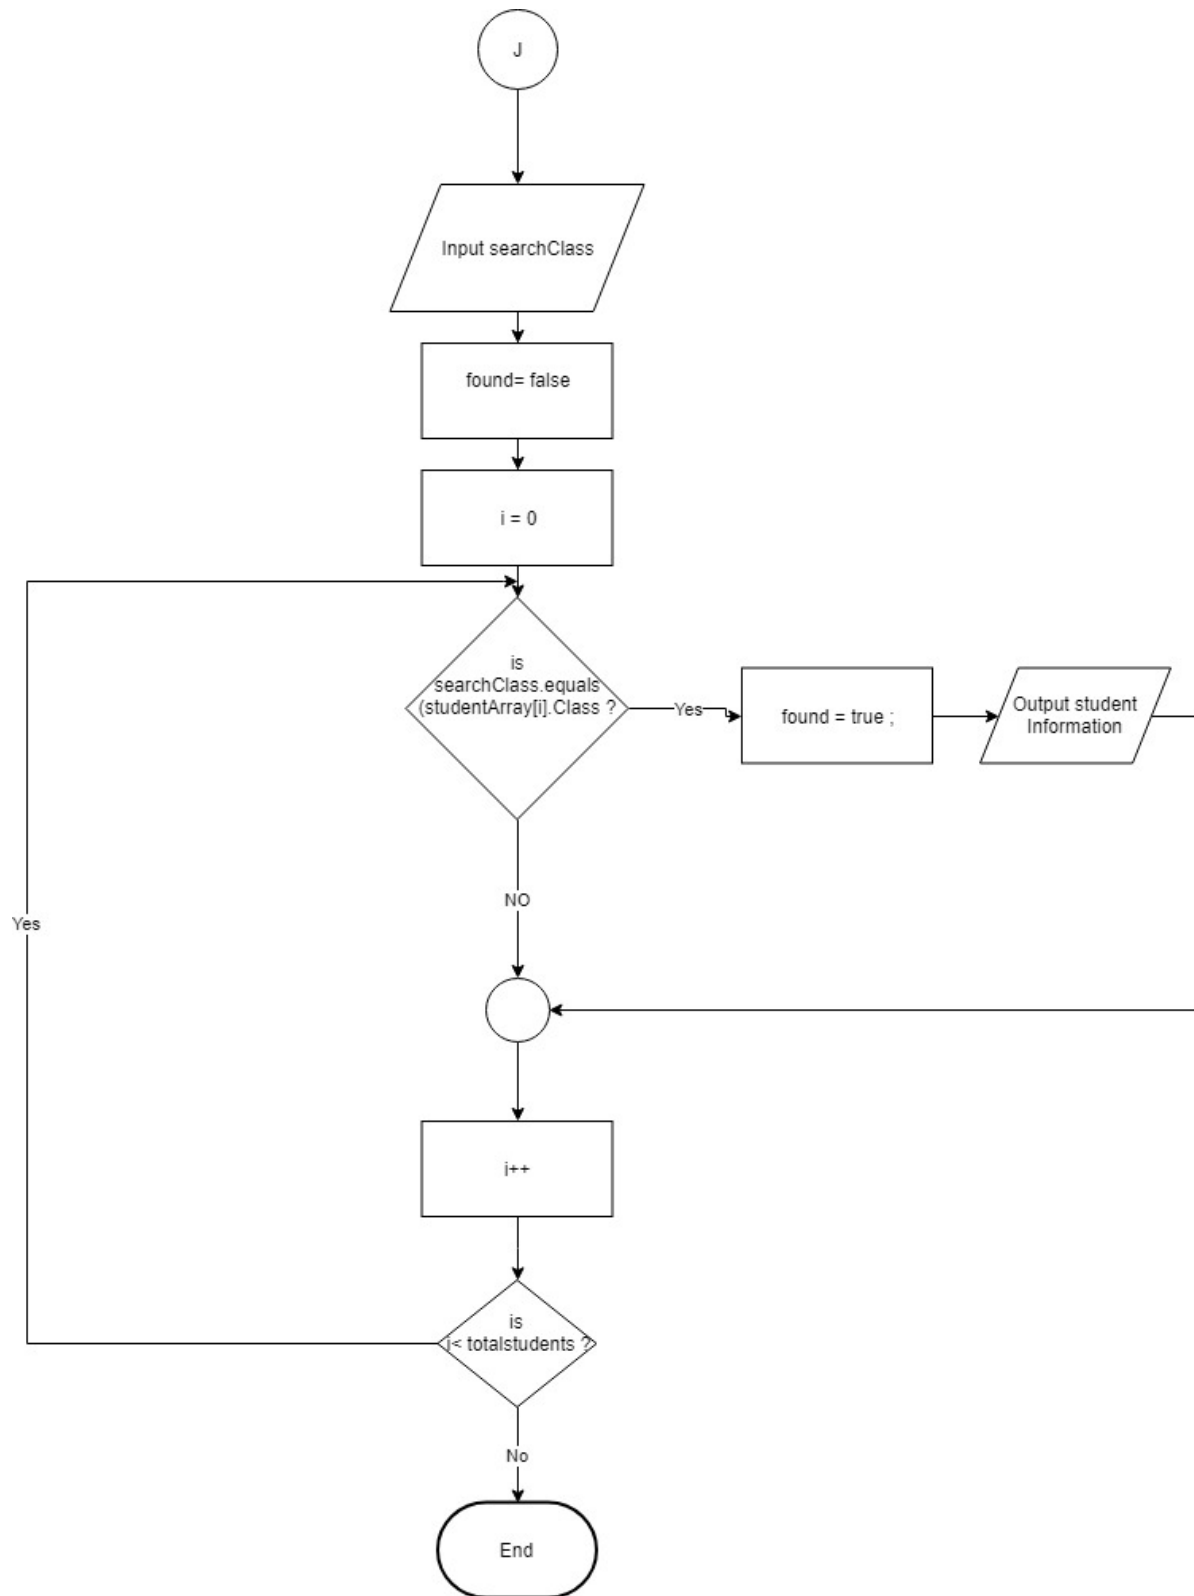 J
Input searchClass
found= false
i = 0
is
searchClass.equals
(studentArray[i].Class ?
Yes
found = true ;
Output student
Information
NO
Yes
i++
is
i< totalstudents ?
No
End